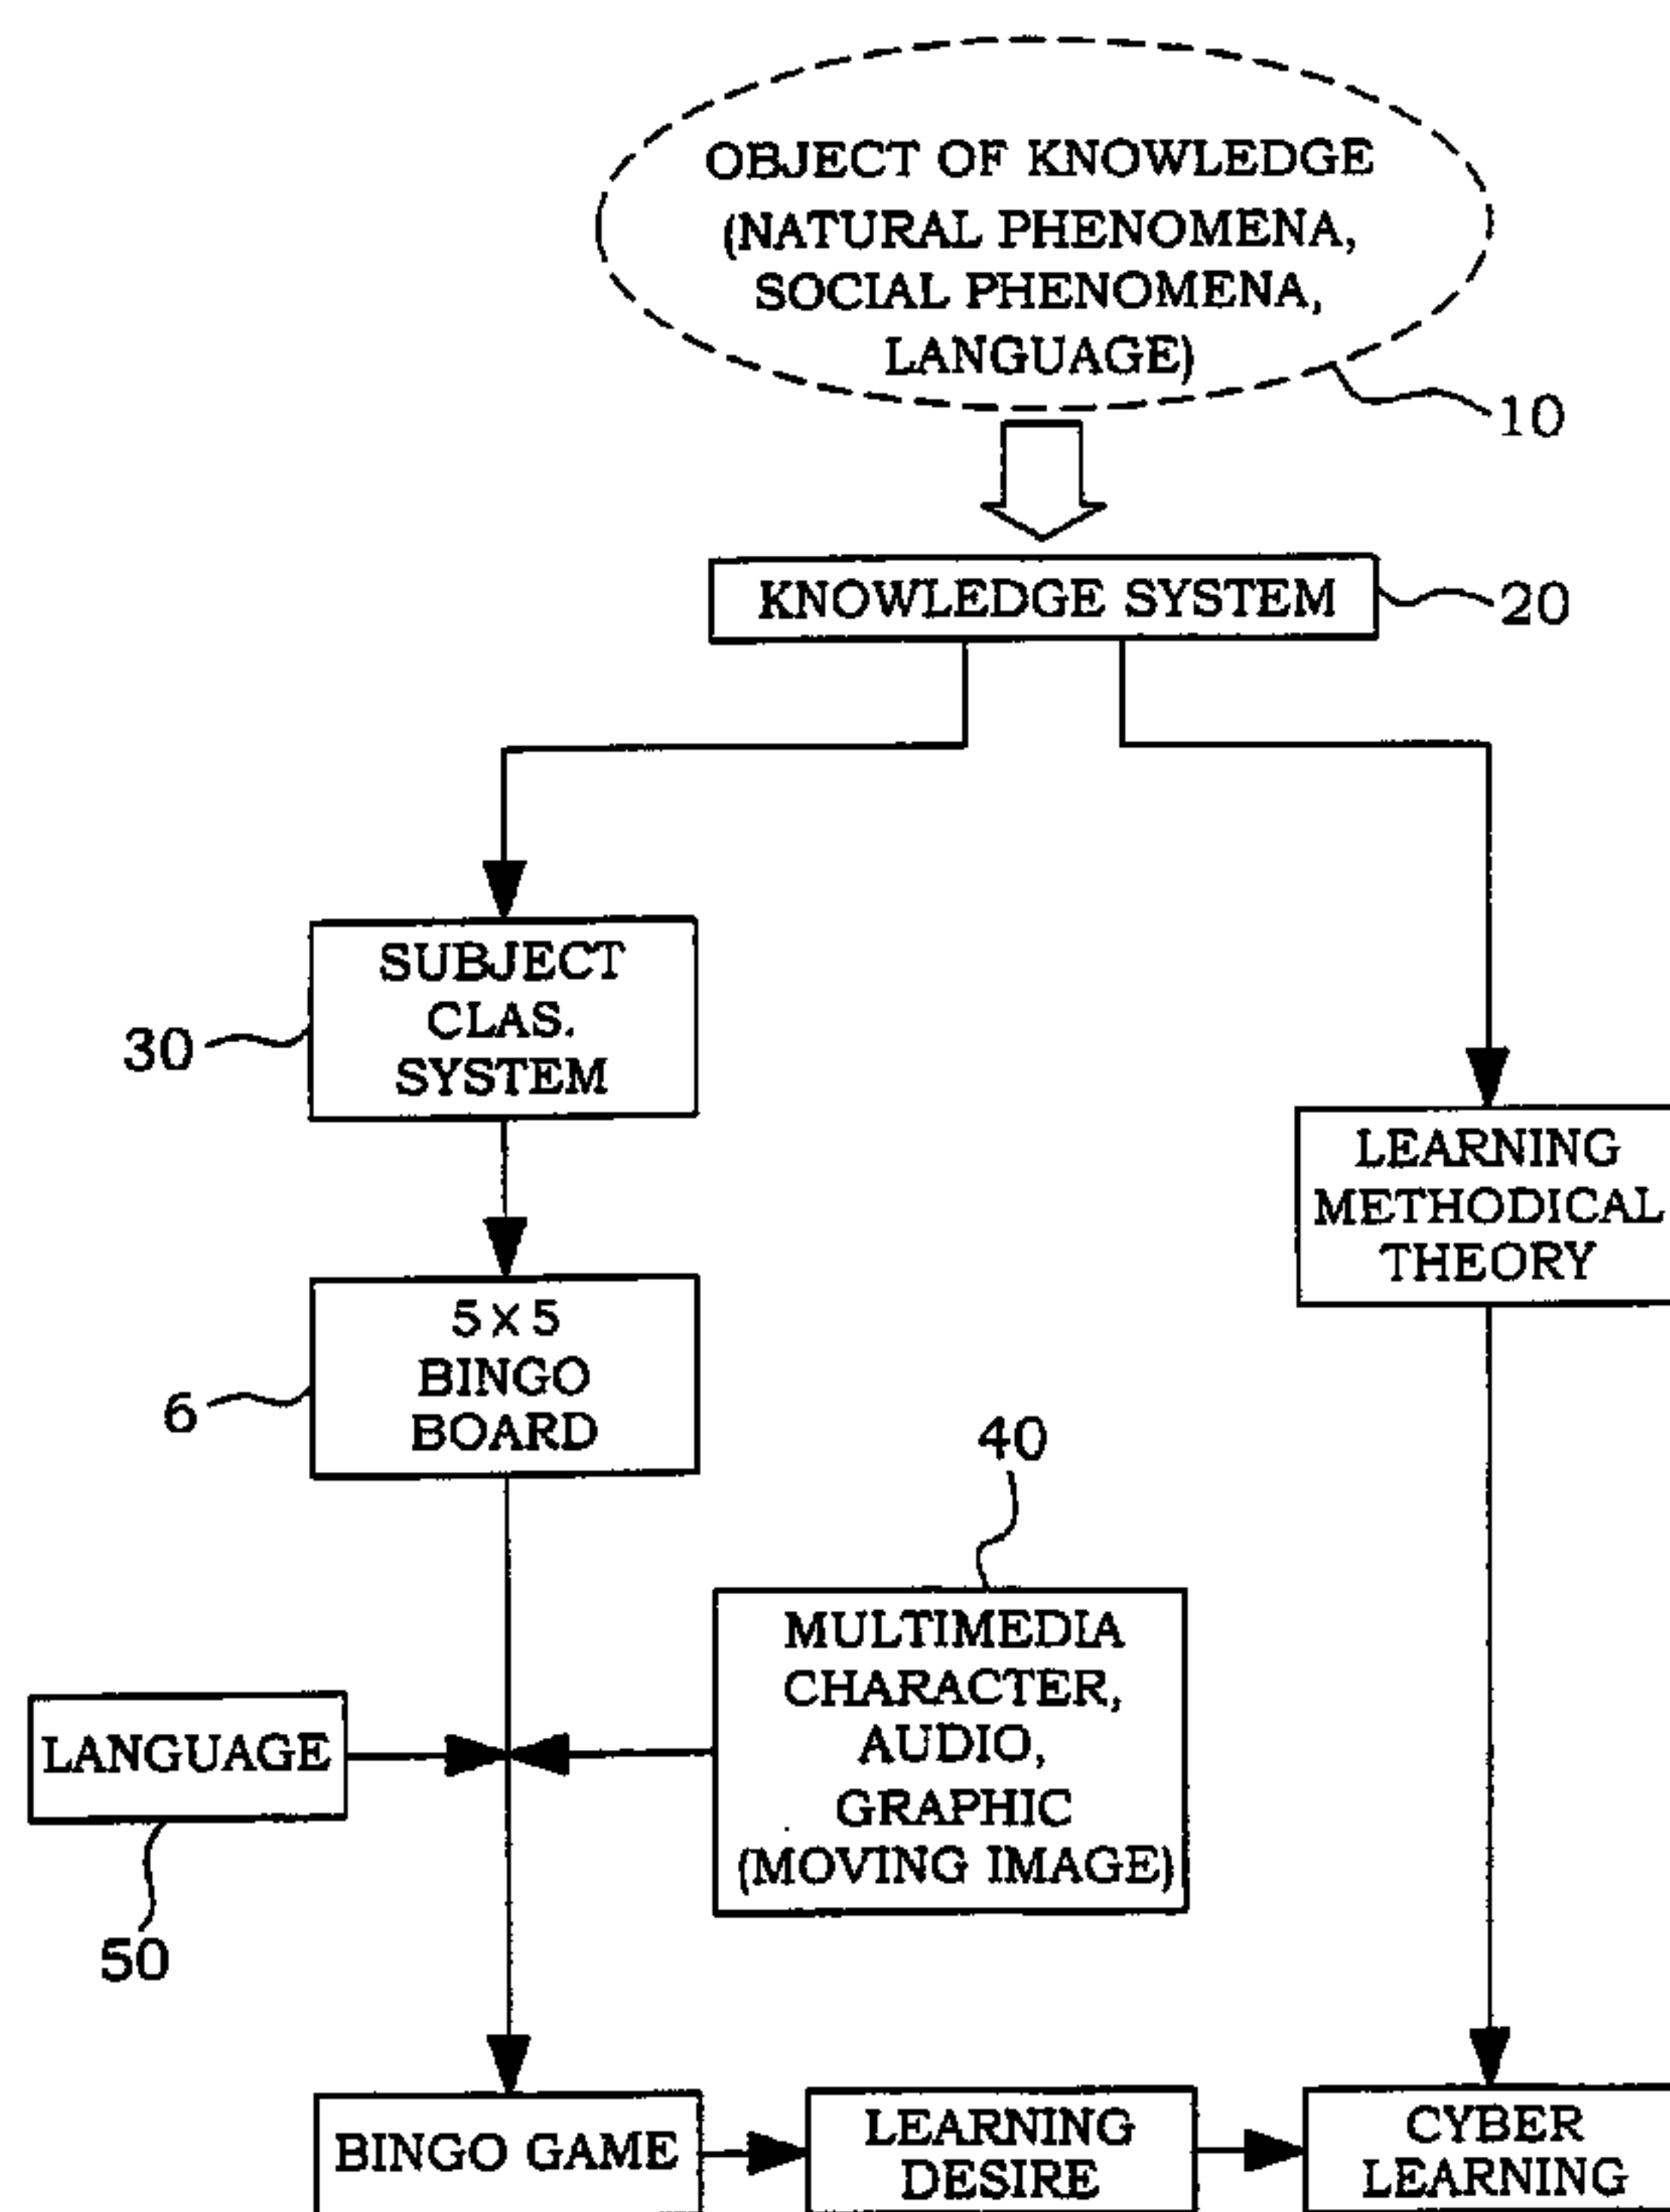 OBJECT OF KNOWLEDGE
(NATURAL PHENOMENA,
SOCIAL PHENOMENA,
LANGUAGE)
10
KNOWLEDGE SYSTEM
20
SUBJECT
CLAS.
SYSTEM
30
LEARNING
METHODICAL
THEORY
5×5
BINGO
BOARD
6
40
MULTIMEDIA
CHARACTER,
AUDIO,
GRAPHIC
(MOVING IMAGE)
LANGUAGE
50
BINGO GAME
LEARNING
DESIRE
CYBER
LEARNING